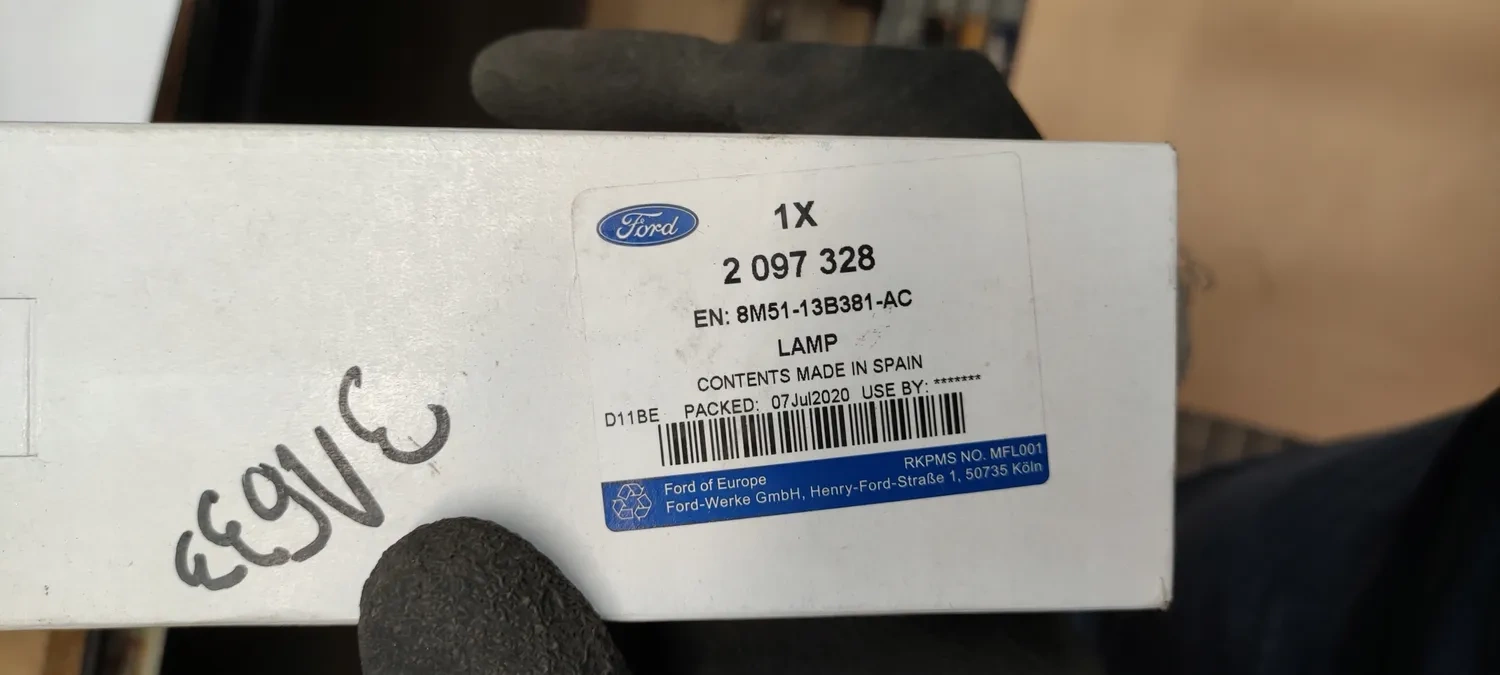 Ford
1X
2 097 328
EN: 8M51-13B381-AC
LAMP
CONTENTS MADE IN SPAIN
D11BE PACKED: 07Jul2020 USE BY: *******
RKPMS NO. MFL001
Ford of Europe
Ford-Werke GmbH, Henry-Ford-Straße 1, 50735 Köln